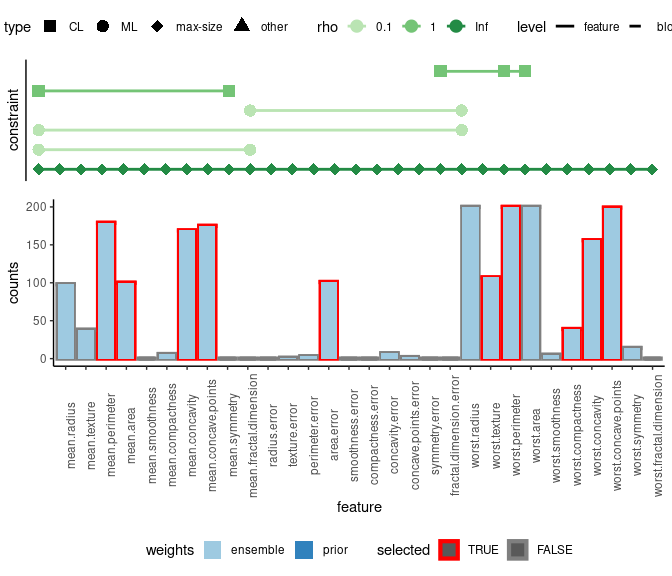 type CL ML max-size other rho 0.1 1 Inf level feature blo
constraint
counts
200
150
100
50
0
mean.radius
mean.texture
mean.perimeter
mean.area
mean.smoothness
mean.compactness
mean.concavity
mean.concave.points
mean.symmetry
mean.fractal.dimension
radius.error
texture.error
perimeter.error
area.error
smoothness.error
compactness.error
concavity.error
concave.points.error
symmetry.error
fractal.dimension.error
worst.radius
worst.texture
worst.perimeter
worst.area
worst.smoothness
worst.compactness
worst.concavity
worst.concave.points
worst.symmetry
worst.fractal.dimension
feature
weights ensemble prior selected TRUE FALSE